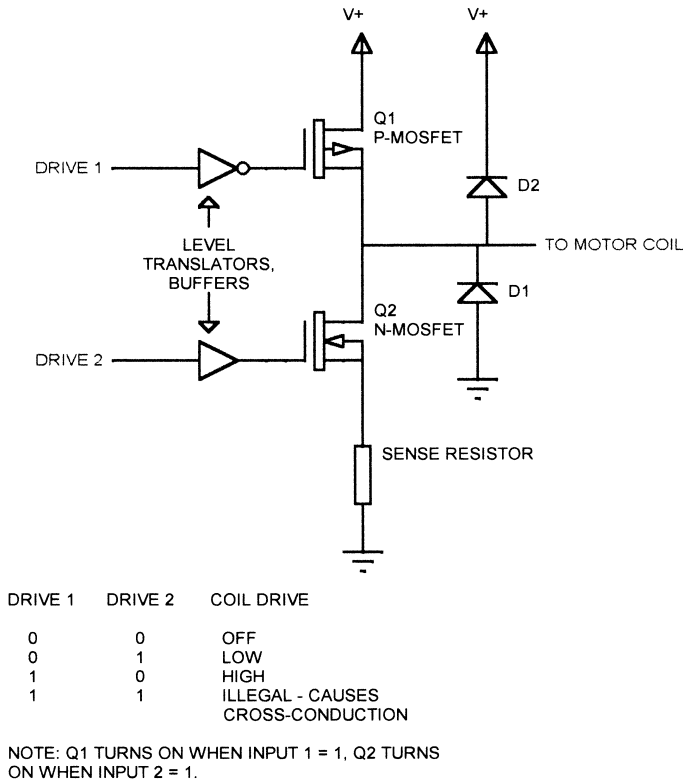 V+
V+
Q1
P-MOSFET
DRIVE 1
D2
LEVEL
TRANSLATORS,
BUFFERS
TO MOTOR COIL
D1
Q2
N-MOSFET
DRIVE 2
SENSE RESISTOR
DRIVE 1 DRIVE 2 COIL DRIVE
0 0 OFF
0 1 LOW
1 0 HIGH
1 1 ILLEGAL - CAUSES
CROSS-CONDUCTION
NOTE: Q1 TURNS ON WHEN INPUT 1 = 1, Q2 TURNS
ON WHEN INPUT 2 = 1.